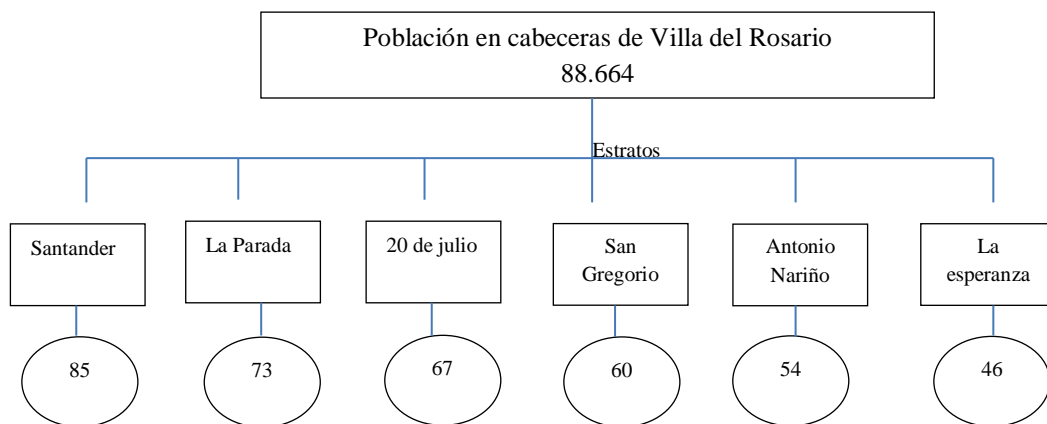 Población en cabeceras de Villa del Rosario
88.664
Estratos
Santander
La Parada
20 de julio
San
Gregorio
Antonio
Nariño
La
esperanza
85
73
67
60
54
46